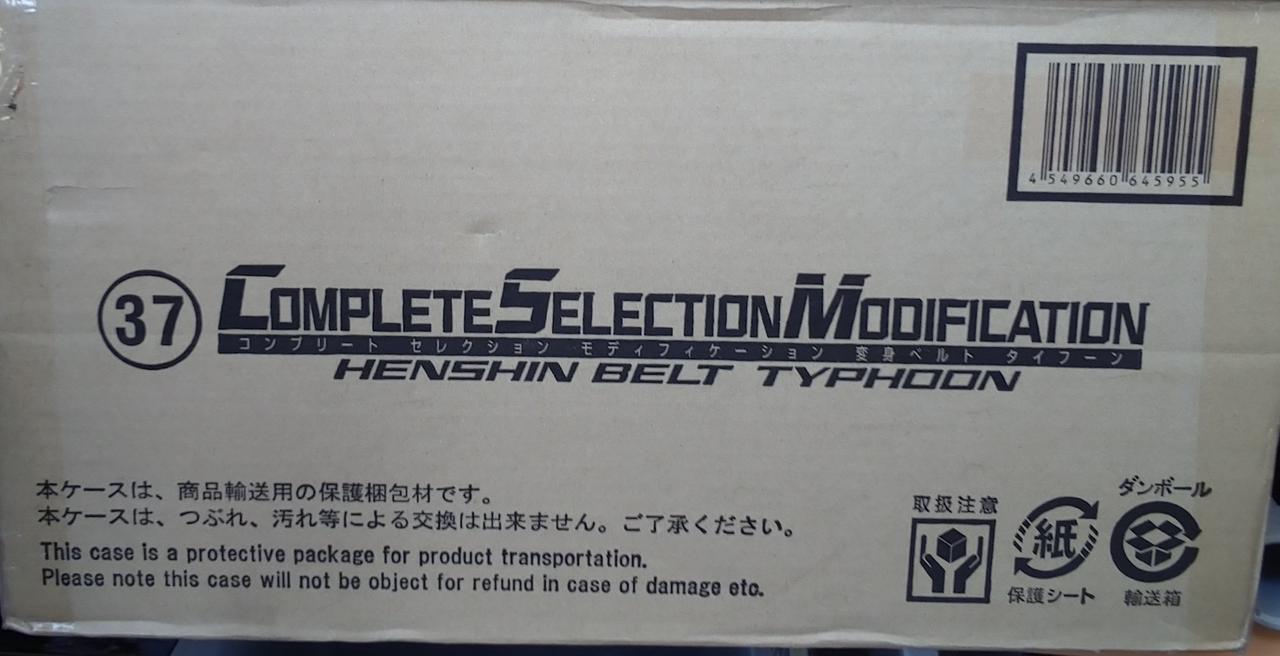 4 549660 645955
37
COMPLETE SELECTION MODIFICATION
コンプリート セレクション モディフィケーション 変身ベルト タイフーン
HENSHIN BELT TYPHOON
本ケースは、商品輸送用の保護梱包材です。
本ケースは、つぶれ、汚れ等による交換は出来ません。ご了承ください。
This case is a protective package for product transportation.
Please note this case will not be object for refund in case of damage etc.
取扱注意
紙
保護シート
ダンボール
輸送箱